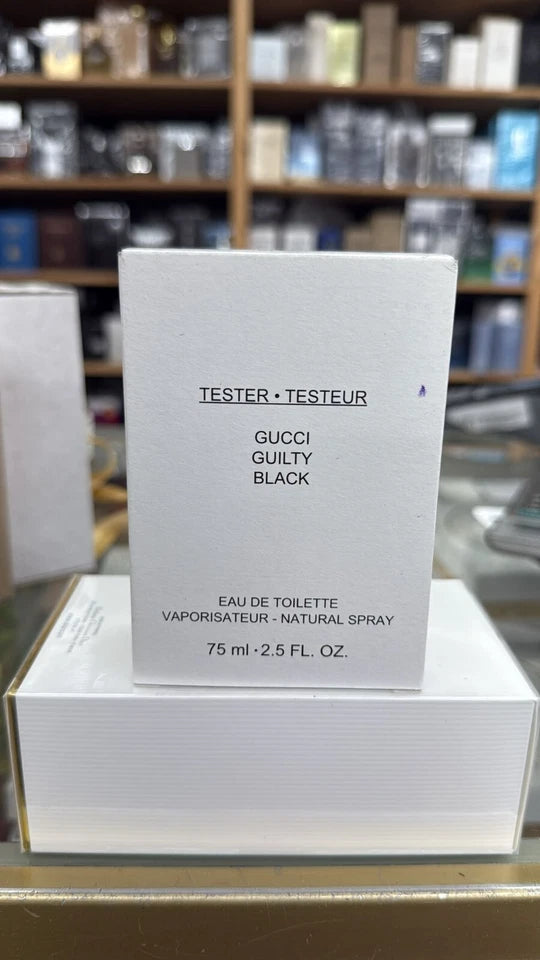 TESTER • TESTEUR
GUCCI
GUILTY
BLACK
EAU DE TOILETTE
VAPORISATEUR - NATURAL SPRAY
75 ml • 2.5 FL. OZ.